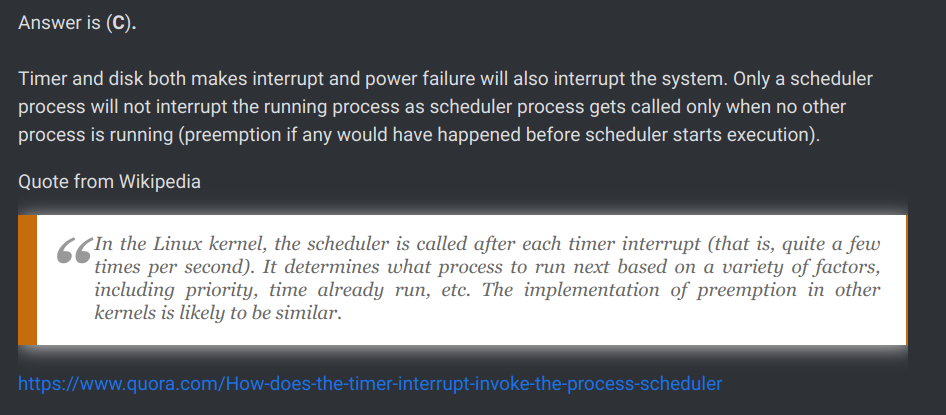 Answer is (C).
Timer and disk both makes interrupt and power failure will also interrupt the system. Only a scheduler
process will not interrupt the running process as scheduler process gets called only when no other
process is running (preemption if any would have happened before scheduler starts execution).
Quote from Wikipedia
“In the Linux kernel, the scheduler is called after each timer interrupt (that is, quite a few
times per second). It determines what process to run next based on a variety of factors,
including priority, time already run, etc. The implementation of preemption in other
kernels is likely to be similar.
https://www.quora.com/How-does-the-timer-interrupt-invoke-the-process-scheduler